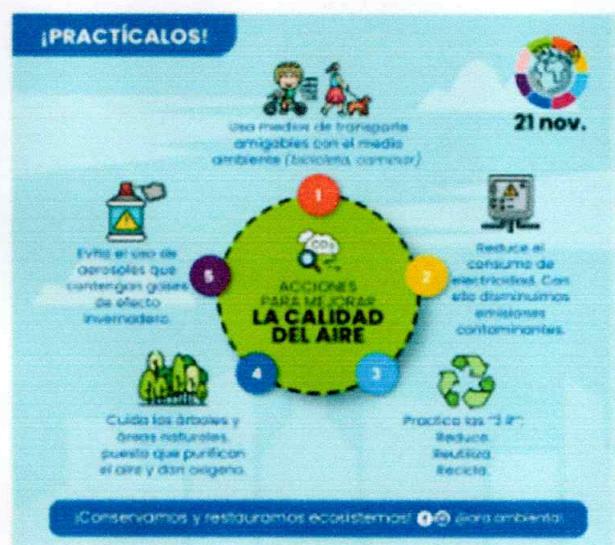 ¡PRACTÍCALOS!
21 nov.
Usa medios de transporte
amigables con el medio
ambiente (bicicleta, caminar)
1
Reduce el
consumo de
electricidad. Con
ello disminuimos
emisiones
contaminantes.
2
Practica las "3 R":
Reduce.
Reutiliza.
Recicla.
3
Cuida los árboles y
áreas naturales,
puesto que purifican
el aire y dan oxígeno.
4
Evita el uso de
aerosoles que
contengan gases
de efecto
invernadero.
5
CO₂
ACCIONES
PARA MEJORAR
LA CALIDAD
DEL AIRE
¡Conservamos y restauramos ecosistemas!